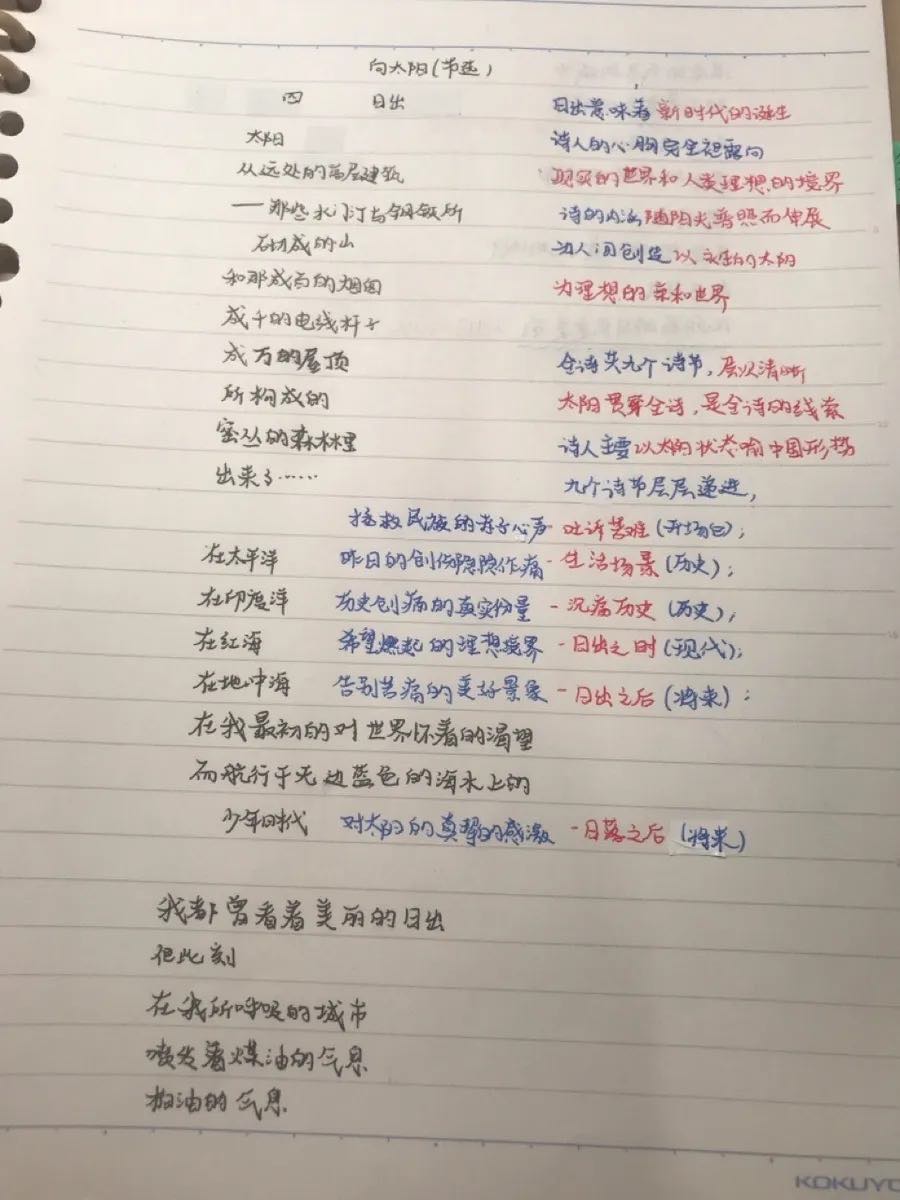 向太阳(节选)
四 日出 日出意味着新时代的诞生
太阳 诗人的心胸完全袒露向
从远处的高层建筑 现实的世界和人类理想的境界
——那些水门汀与钢铁所 诗的内涵随阳光普照而伸展
砌成的山 为人们创造以永生的太阳
和那成百的烟囱 为理想的亲和世界
成千的电线杆子
成万的屋顶 全诗共九个诗节,层次清晰
所构成的 太阳贯穿全诗,是全诗的线索
密丛的森林里 诗人主要以太阳状态喻中国形势
出来了…… 九个诗节层层递进,
拯救民族的赤子心声-吐诉苦难(开场白);
在太平洋 昨日的创伤隐隐作痛-生活场景(历史);
在印度洋 历史创痛的真实份量-沉痛历史(历史);
在红海 希望燃起的理想境界-日出之时(现代);
在地中海 告别苦痛的美好景象-日出之后(将来);
在我最初的对世界怀着的渴望
而航行于无边蓝色的海水上的
少年时代 对太阳的真挚的感激-日落之后(将来)
我都曾看着美丽的日出
但此刻
在我所呼吸的城市
喷发着煤油的气息
柏油的气息
KOKUYO